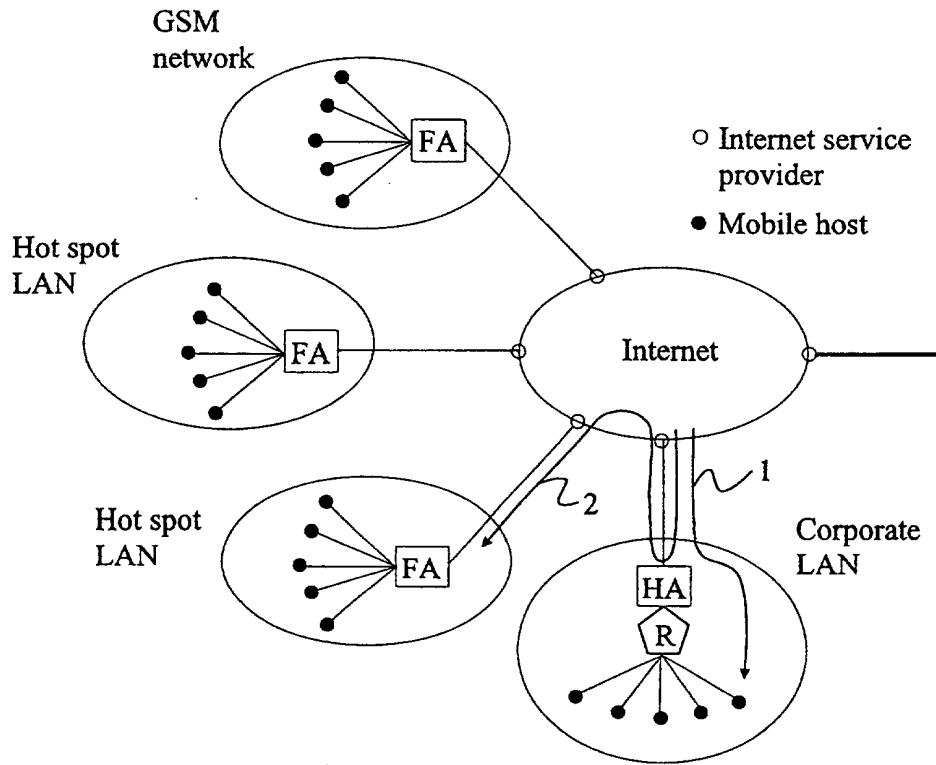 GSM
network
FA
Internet service
provider
Mobile host
Hot spot
LAN
FA
Internet
1
2
Hot spot
LAN
FA
Corporate
LAN
HA
R